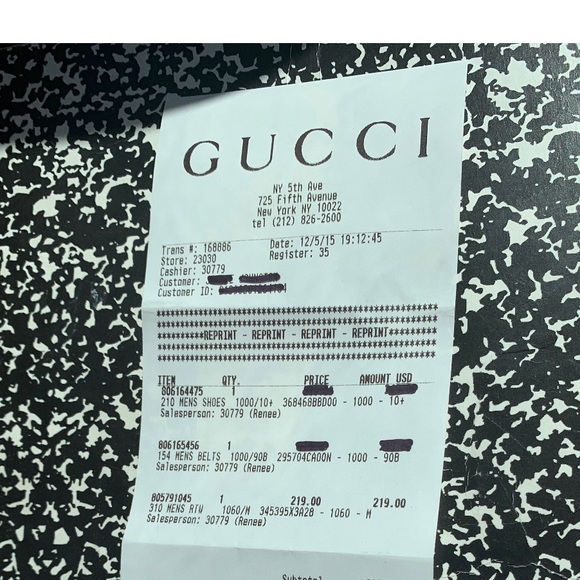 GUCCI
NY 5th Ave
725 Fifth Avenue
New York NY 10022
tel (212) 826-2600
Trans #: 168886 Date: 12/5/15 19:12:45
Store: 23030 Register: 35
Cashier: 30779
Customer:
Customer ID:
REPRINT - REPRINT - REPRINT - REPRINT
ITEM QTY. PRICE AMOUNT USD
806164475 1
210 MENS SHOES 1000/10+ 368468BBD00 - 1000 - 10+
Salesperson: 30779 (Renee)
806165456 1
154 MENS BELTS 1000/90B 295704CAOON - 1000 - 90B
Salesperson: 30779 (Renee)
805791045 1 219.00 219.00
310 MENS RTW 1060/M 345395X3A28 - 1060 - M
Salesperson: 30779 (Renee)
Subtotal